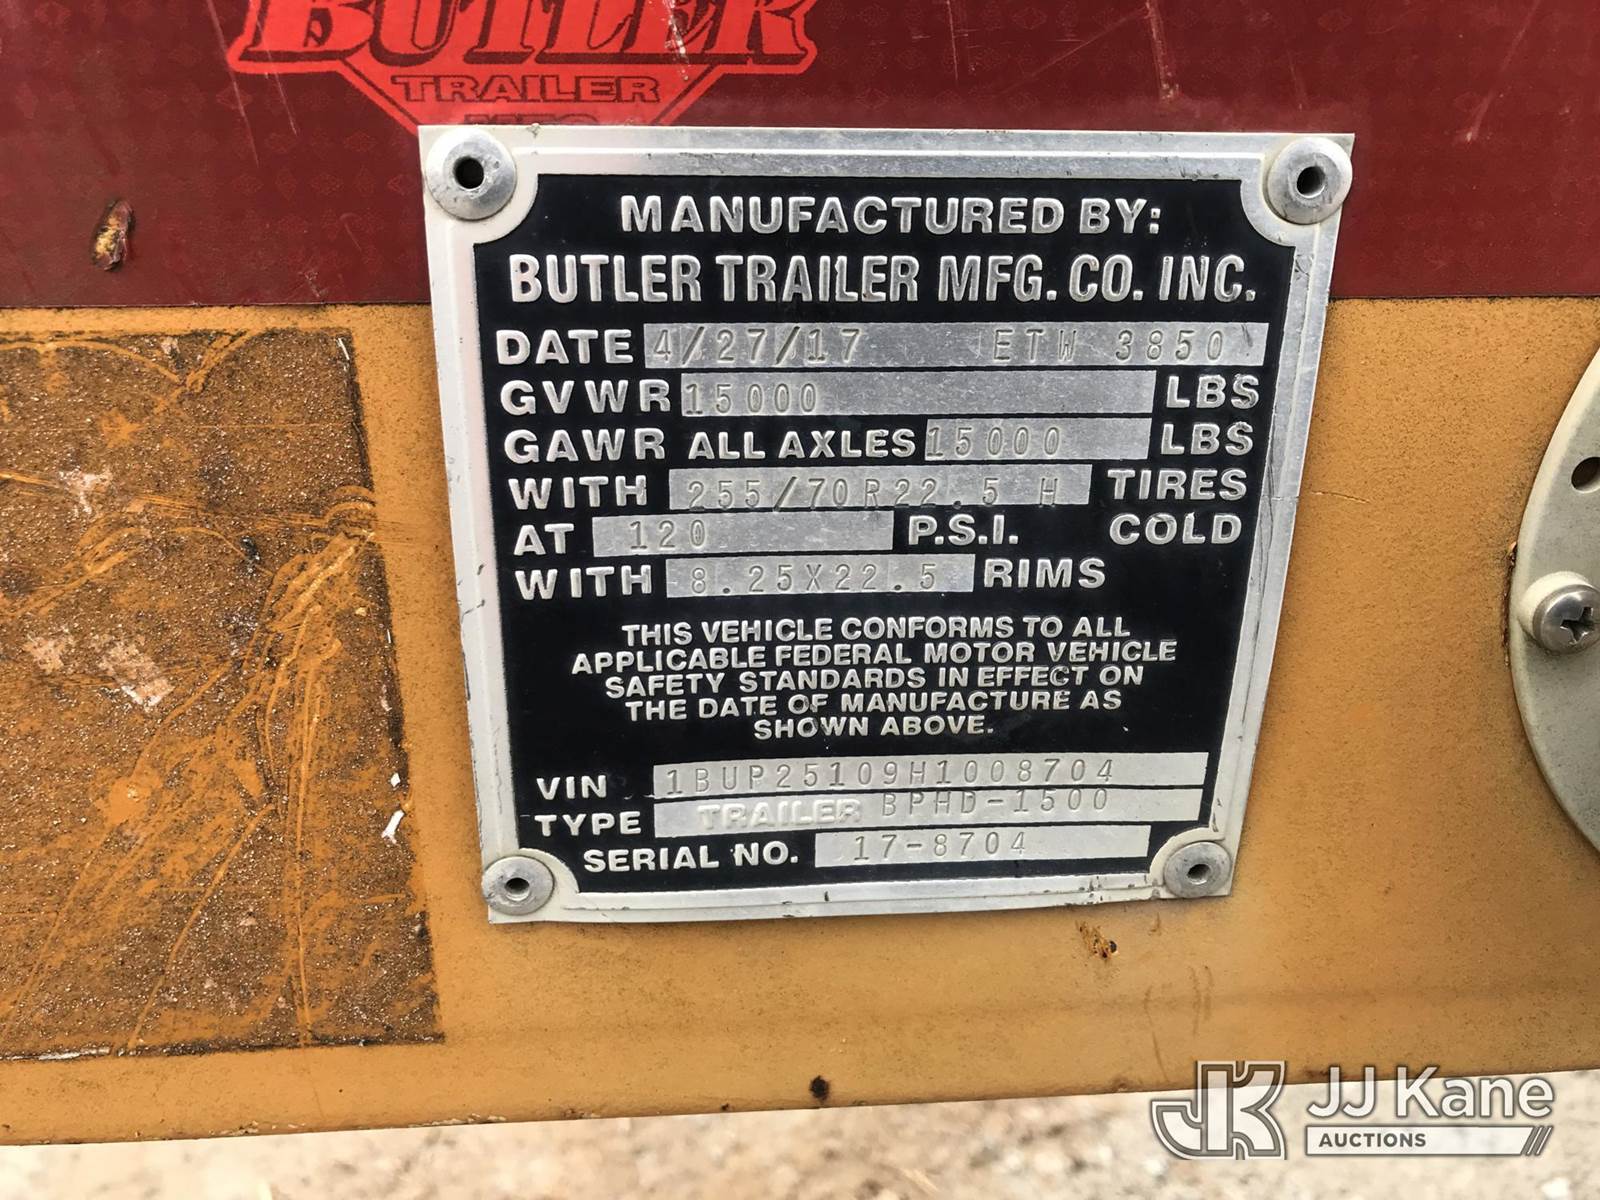 BUTLER
TRAILER
MANUFACTURED BY:
BUTLER TRAILER MFG. CO. INC.
DATE 4/27/17 ETW 3850
GVWR 15000 LBS
GAWR ALL AXLES 15000 LBS
WITH 255/70R22.5 H TIRES
AT 120 P.S.I. COLD
WITH 8.25X22.5 RIMS
THIS VEHICLE CONFORMS TO ALL
APPLICABLE FEDERAL MOTOR VEHICLE
SAFETY STANDARDS IN EFFECT ON
THE DATE OF MANUFACTURE AS
SHOWN ABOVE.
VIN 1BUP25109H1008704
TYPE TRAILER BPHD-1500
SERIAL NO. 17-8704
JK JJ Kane
AUCTIONS